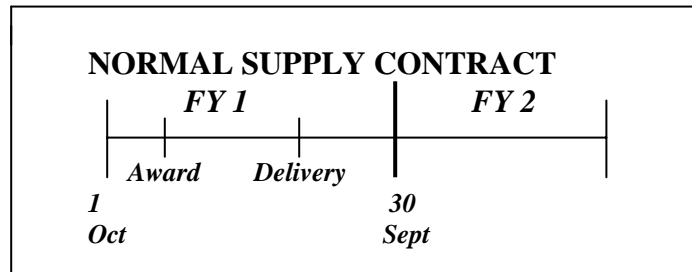 NORMAL SUPPLY CONTRACT
FY 1 FY 2
Award Delivery
1 30
Oct Sept